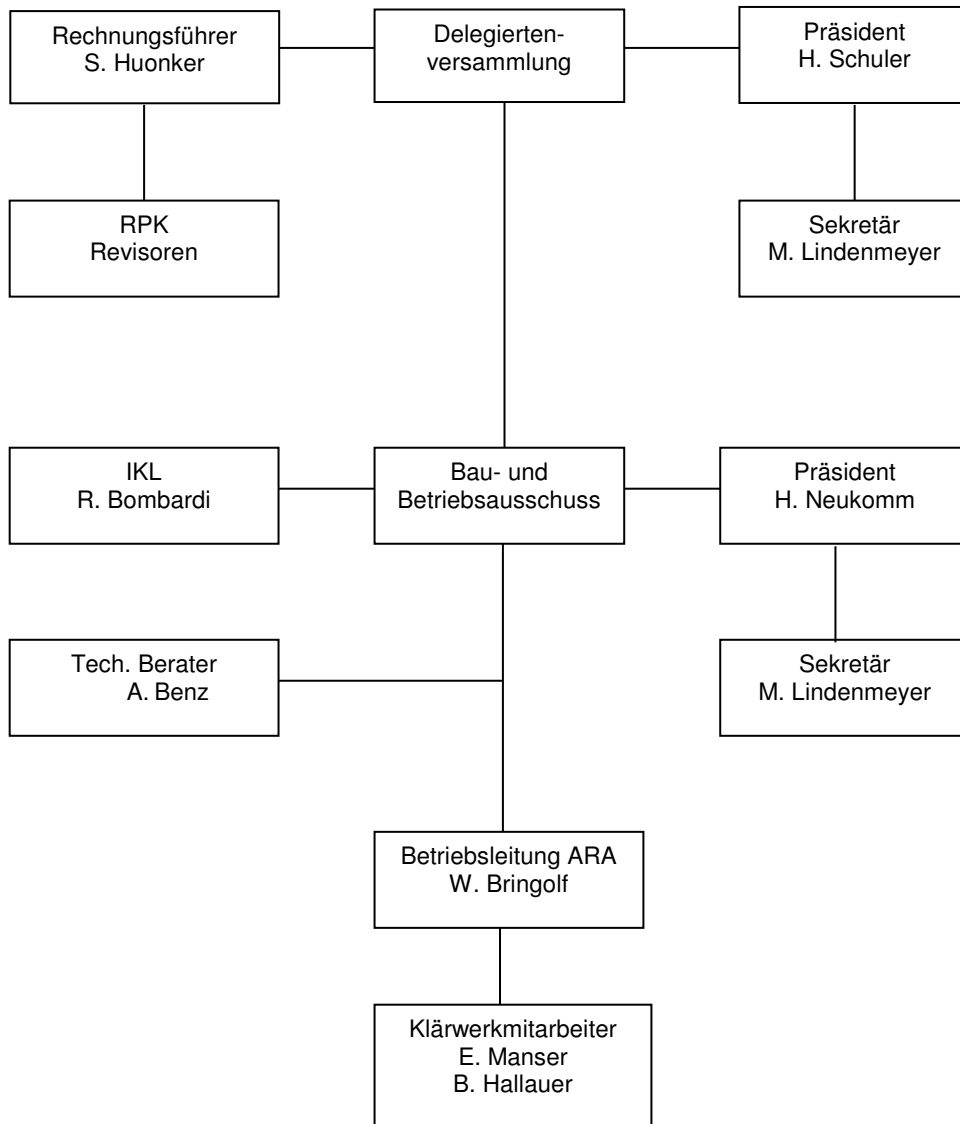 Rechnungsführer
S. Huonker
Delegierten-
versammlung
Präsident
H. Schuler
RPK
Revisoren
Sekretär
M. Lindenmeyer
IKL
R. Bombardi
Bau- und
Betriebsausschuss
Präsident
H. Neukomm
Tech. Berater
A. Benz
Sekretär
M. Lindenmeyer
Betriebsleitung ARA
W. Bringolf
Klärwerkmitarbeiter
E. Manser
B. Hallauer